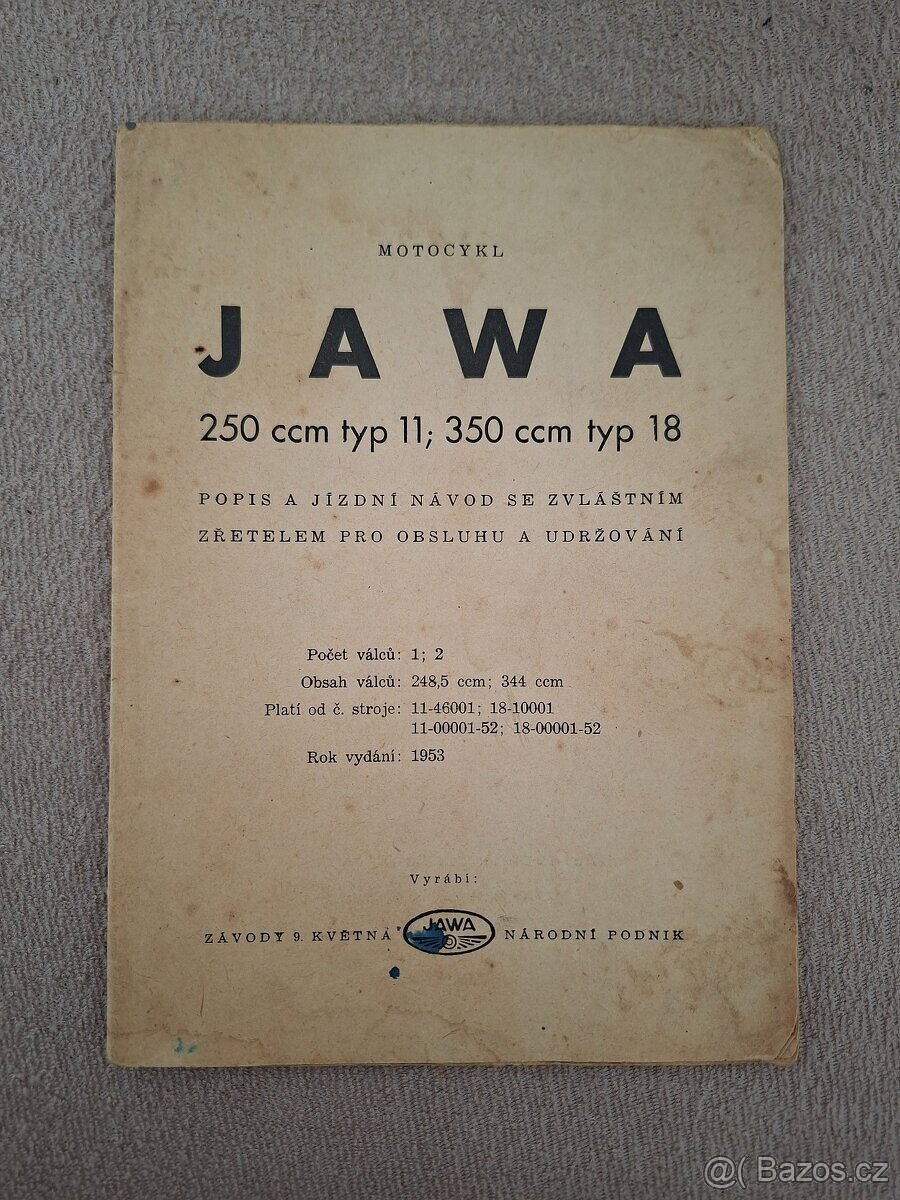 MOTOCYKL
JAWA
250 ccm typ 11; 350 ccm typ 18
POPIS A JÍZDNÍ NÁVOD SE ZVLÁŠTNÍM
ZŘETELEM PRO OBSLUHU A UDRŽOVÁNÍ
Počet válců: 1; 2
Obsah válců: 248,5 ccm; 344 ccm
Platí od č. stroje: 11-46001; 18-10001
11-00001-52; 18-00001-52
Rok vydání: 1953
Vyrábí:
ZÁVODY 9. KVĚTNA JAWA NÁRODNÍ PODNIK
@( Bazos.cz